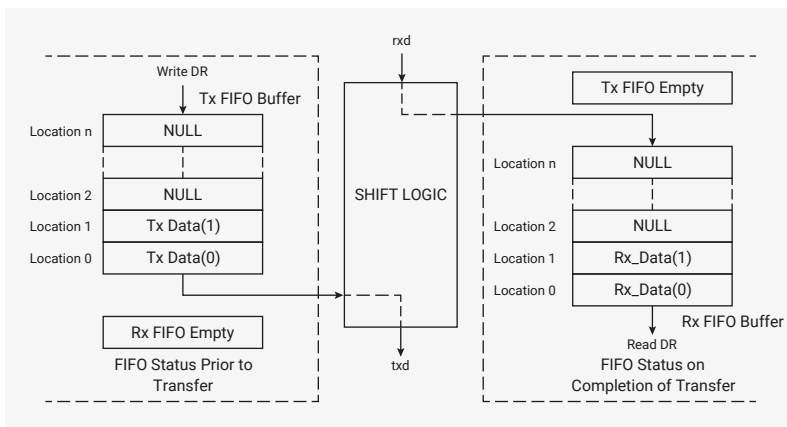 rxd
Write DR
Tx FIFO Buffer
Location n
NULL
Location 2
NULL
Location 1
Tx Data(1)
Location 0
Tx Data(0)
Rx FIFO Empty
FIFO Status Prior to
Transfer
SHIFT LOGIC
txd
Tx FIFO Empty
Location n
NULL
Location 2
NULL
Location 1
Rx_Data(1)
Location 0
Rx_Data(0)
Rx FIFO Buffer
Read DR
FIFO Status on
Completion of Transfer